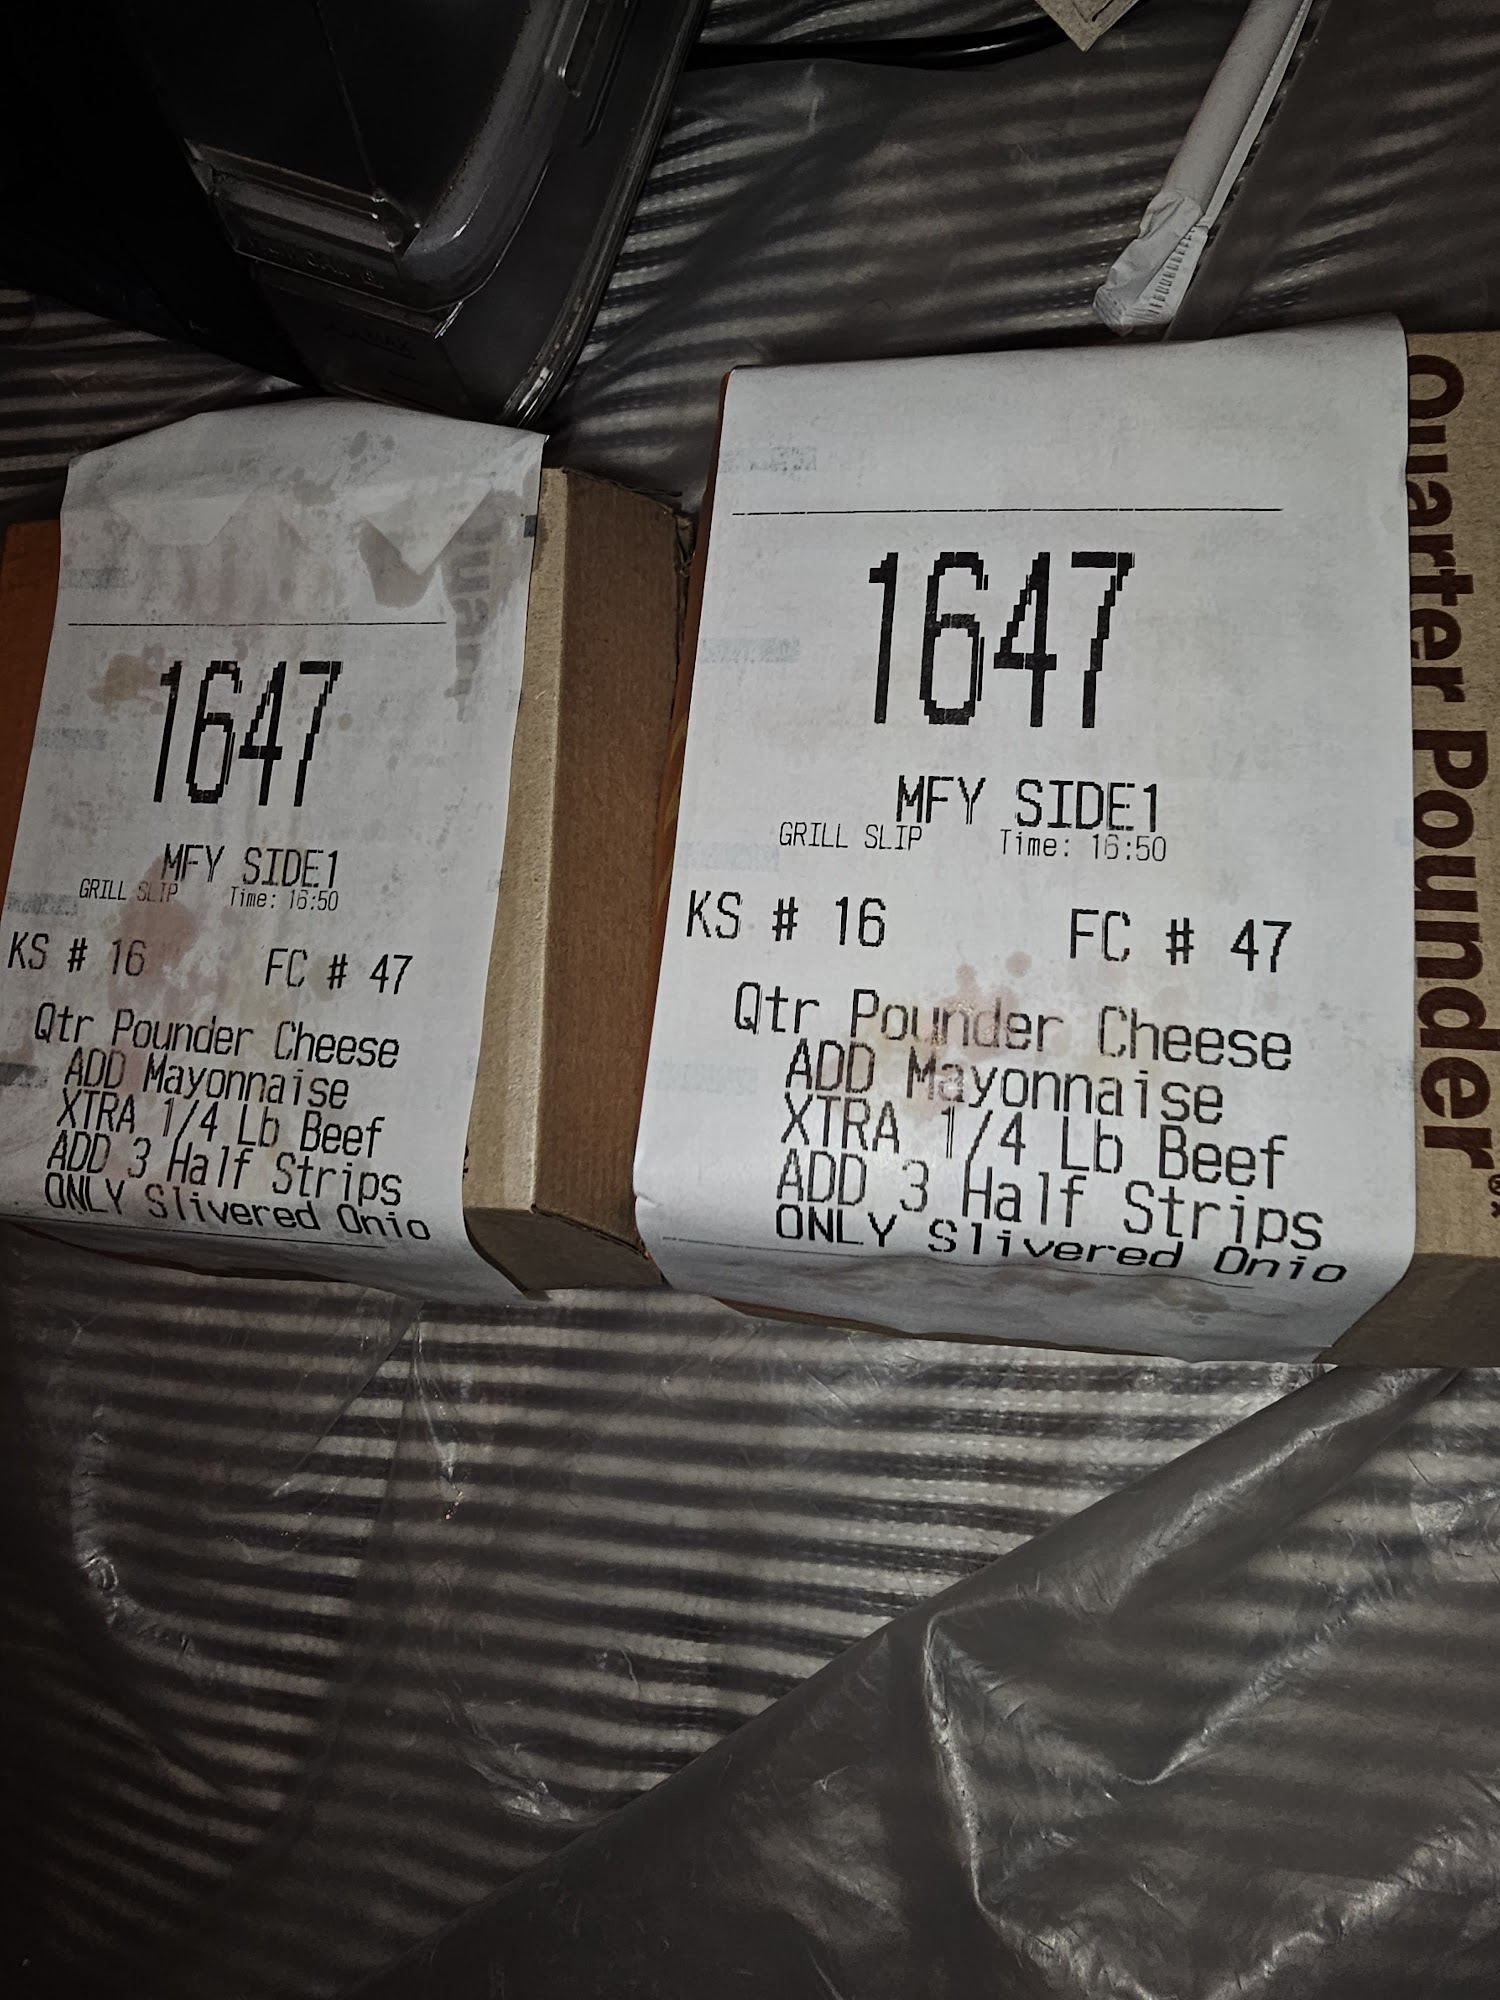 1647
MFY SIDE1
GRILL SLIP Time: 16:50
KS # 16 FC # 47
Qtr Pounder Cheese
ADD Mayonnaise
XTRA 1/4 Lb Beef
ADD 3 Half Strips
ONLY Slivered Onio
1647
MFY SIDE1
GRILL SLIP Time: 16:50
KS # 16 FC # 47
Qtr Pounder Cheese
ADD Mayonnaise
XTRA 1/4 Lb Beef
ADD 3 Half Strips
ONLY Slivered Onio
Quarter Pounder®